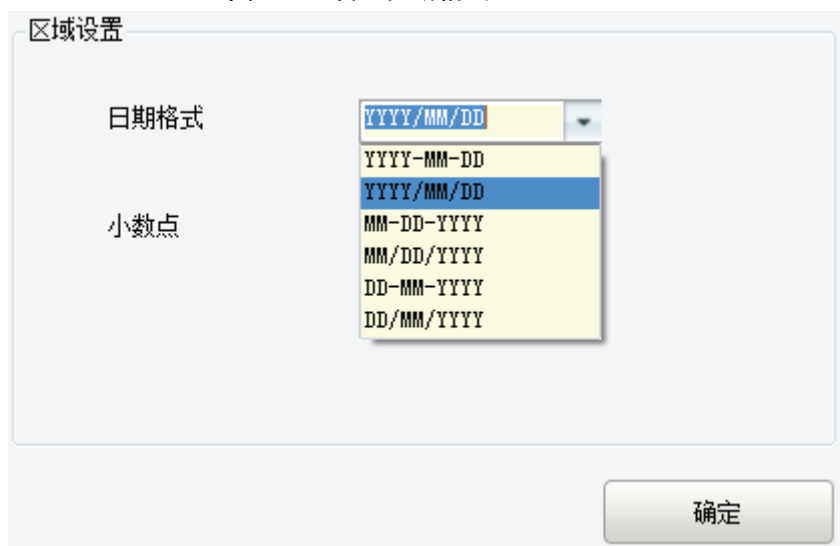 区域设置
日期格式
YYYY/MM/DD
YYYY-MM-DD
YYYY/MM/DD
小数点
MM-DD-YYYY
MM/DD/YYYY
DD-MM-YYYY
DD/MM/YYYY
确定